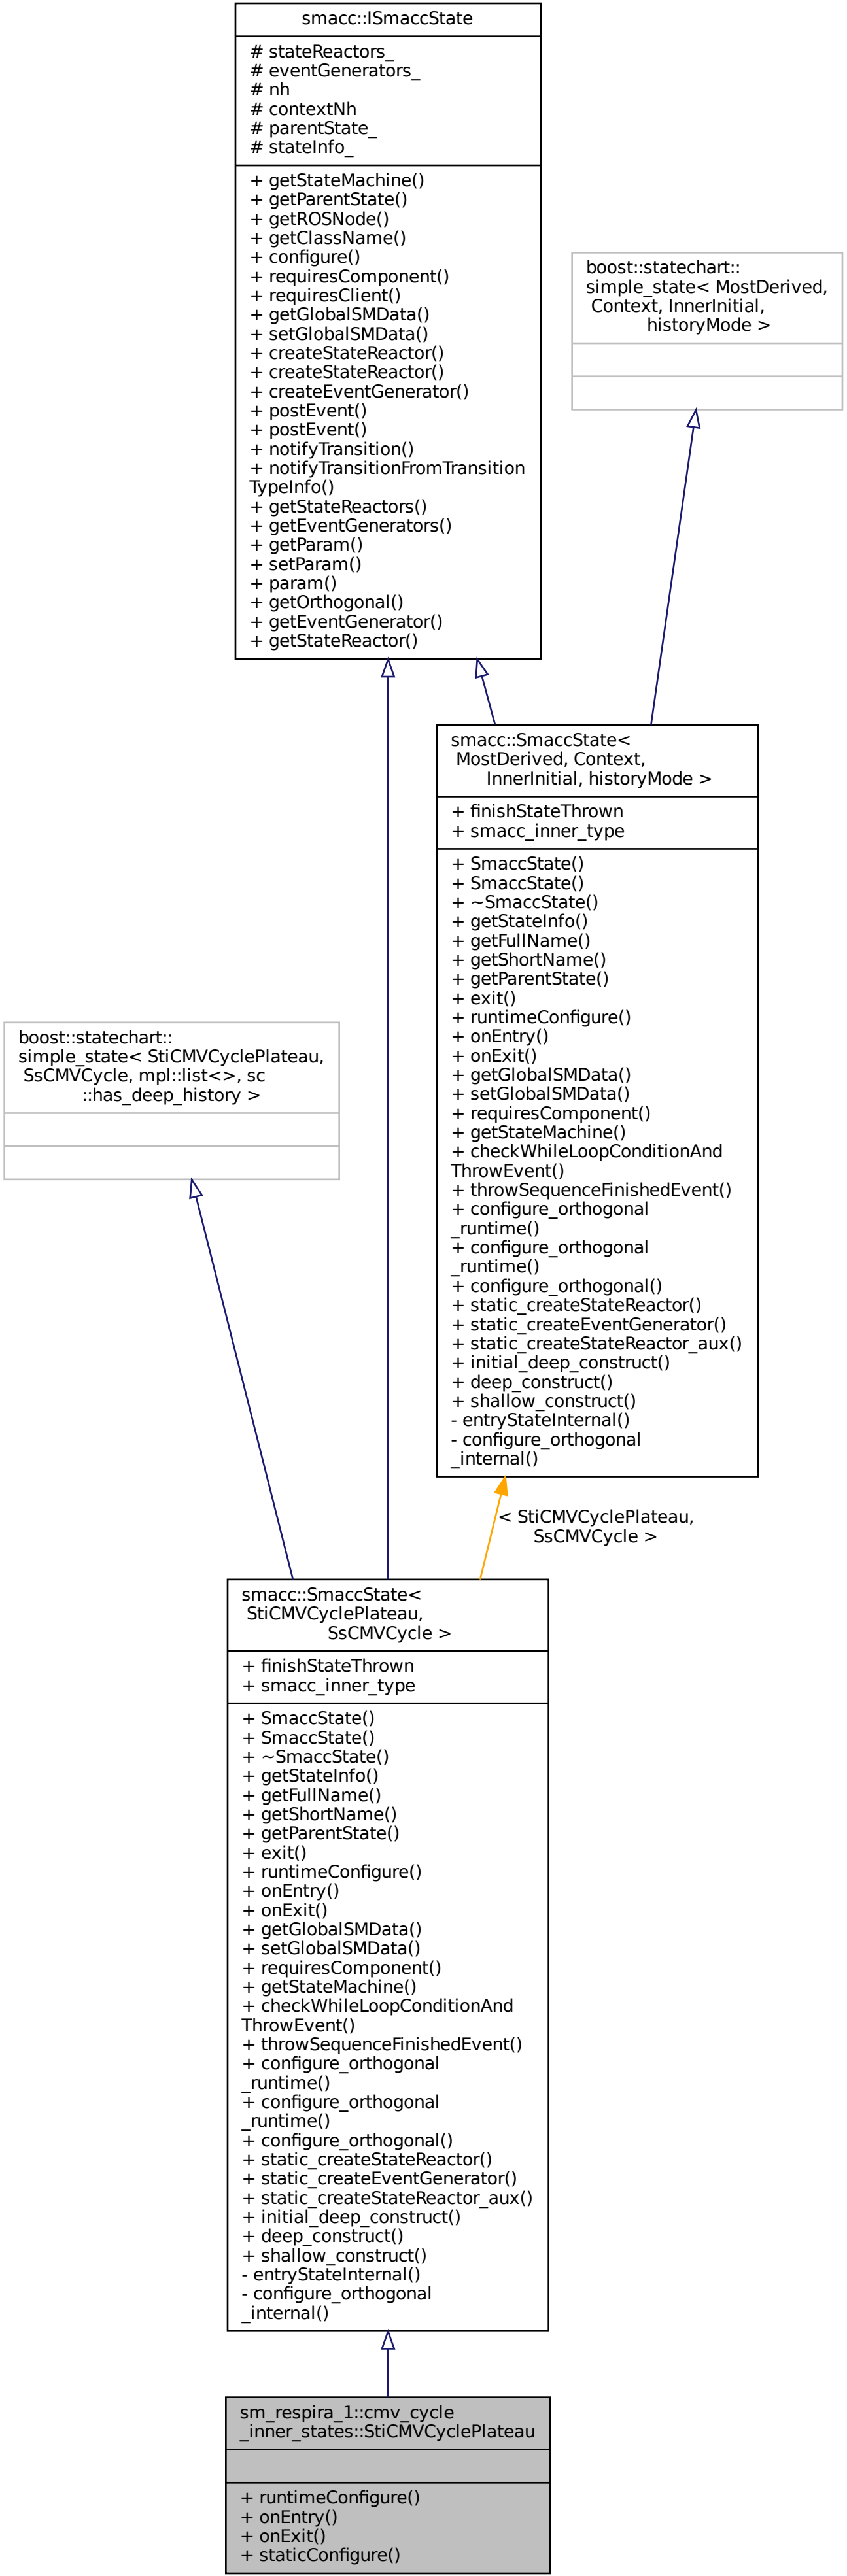 smacc::ISmaccState
# stateReactors_
# eventGenerators_
# nh
# contextNh
# parentState_
# stateInfo_
+ getStateMachine()
+ getParentState()
+ getROSNode()
+ getClassName()
+ configure()
+ requiresComponent()
+ requiresClient()
+ getGlobalSMData()
+ setGlobalSMData()
+ createStateReactor()
+ createStateReactor()
+ createEventGenerator()
+ postEvent()
+ postEvent()
+ notifyTransition()
+ notifyTransitionFromTransition
TypeInfo()
+ getStateReactors()
+ getEventGenerators()
+ getParam()
+ setParam()
+ param()
+ getOrthogonal()
+ getEventGenerator()
+ getStateReactor()
boost::statechart::
simple_state< MostDerived,
Context, InnerInitial,
historyMode >
smacc::SmaccState<
MostDerived, Context,
InnerInitial, historyMode >
+ finishStateThrown
+ smacc_inner_type
+ SmaccState()
+ SmaccState()
+ ~SmaccState()
+ getStateInfo()
+ getFullName()
+ getShortName()
+ getParentState()
+ exit()
+ runtimeConfigure()
+ onEntry()
+ onExit()
+ getGlobalSMData()
+ setGlobalSMData()
+ requiresComponent()
+ getStateMachine()
+ checkWhileLoopConditionAnd
ThrowEvent()
+ throwSequenceFinishedEvent()
+ configure_orthogonal
_runtime()
+ configure_orthogonal
_runtime()
+ configure_orthogonal()
+ static_createStateReactor()
+ static_createEventGenerator()
+ static_createStateReactor_aux()
+ initial_deep_construct()
+ deep_construct()
+ shallow_construct()
- entryStateInternal()
- configure_orthogonal
_internal()
boost::statechart::
simple_state< StiCMVCyclePlateau,
SsCMVCycle, mpl::list<>, sc
::has_deep_history >
< StiCMVCyclePlateau,
SsCMVCycle >
smacc::SmaccState<
StiCMVCyclePlateau,
SsCMVCycle >
+ finishStateThrown
+ smacc_inner_type
+ SmaccState()
+ SmaccState()
+ ~SmaccState()
+ getStateInfo()
+ getFullName()
+ getShortName()
+ getParentState()
+ exit()
+ runtimeConfigure()
+ onEntry()
+ onExit()
+ getGlobalSMData()
+ setGlobalSMData()
+ requiresComponent()
+ getStateMachine()
+ checkWhileLoopConditionAnd
ThrowEvent()
+ throwSequenceFinishedEvent()
+ configure_orthogonal
_runtime()
+ configure_orthogonal
_runtime()
+ configure_orthogonal()
+ static_createStateReactor()
+ static_createEventGenerator()
+ static_createStateReactor_aux()
+ initial_deep_construct()
+ deep_construct()
+ shallow_construct()
- entryStateInternal()
- configure_orthogonal
_internal()
sm_respira_1::cmv_cycle
_inner_states::StiCMVCyclePlateau
+ runtimeConfigure()
+ onEntry()
+ onExit()
+ staticConfigure()